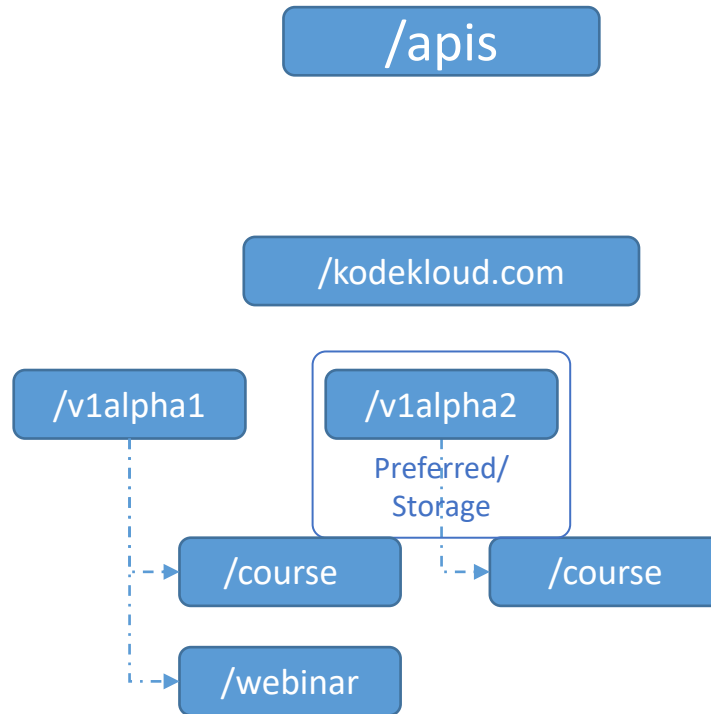 /apis
/kodekloud.com
/v1alpha1
/v1alpha2
Preferred/
Storage
/course
/course
/webinar